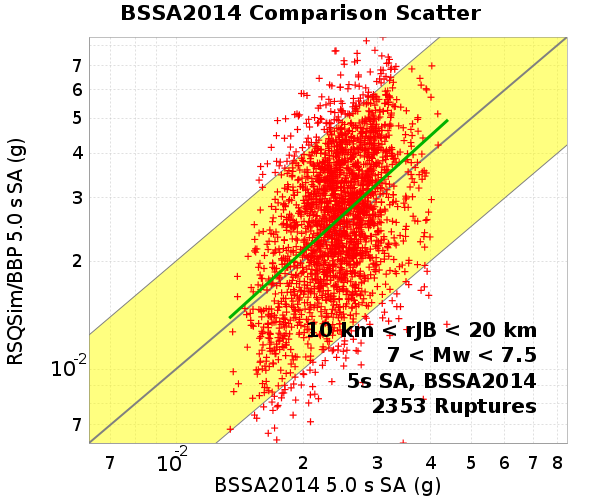 BSSA2014 Comparison Scatter
RSQSim/BBP 5.0 s SA (g)
7
6
5
4
3
2
10-2
7
10 km < rJB < 20 km
7 < Mw < 7.5
5s SA, BSSA2014
2353 Ruptures
7 10-2 2 3 4 5 6 7 8
BSSA2014 5.0 s SA (g)